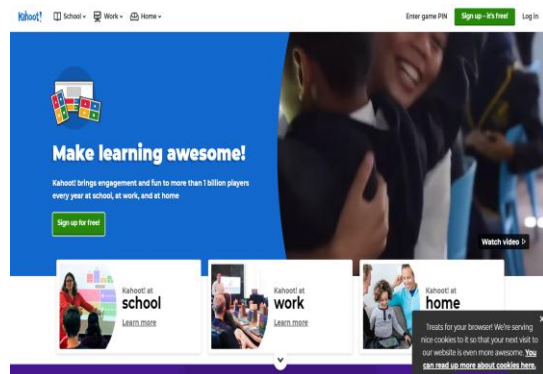 Kahoot!
School
Work
Home
Enter game PIN
Sign up – it's free!
Log in
Make learning awesome!
Kahoot! brings engagement and fun to more than 1 billion players
every year at school, at work, and at home
Sign up for free!
Watch video
Kahoot! at
school
Learn more
Kahoot! at
work
Learn more
Kahoot! at
home
Treats for your browser! We're serving
nice cookies to it so that your next visit to
our website is even more awesome. You
can read up more about cookies here.